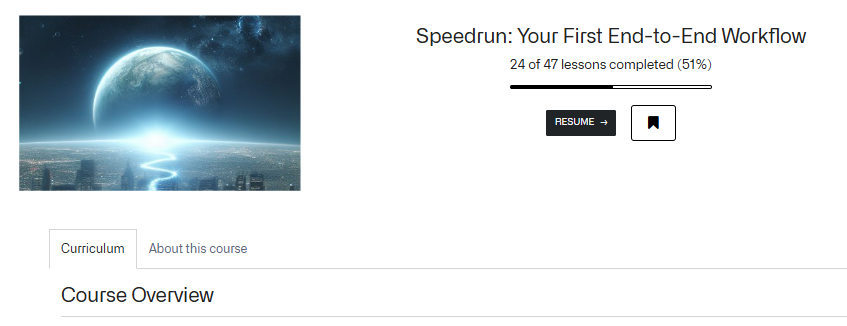 Speedrun: Your First End-to-End Workflow
24 of 47 lessons completed (51%)
RESUME →
Curriculum
About this course
Course Overview